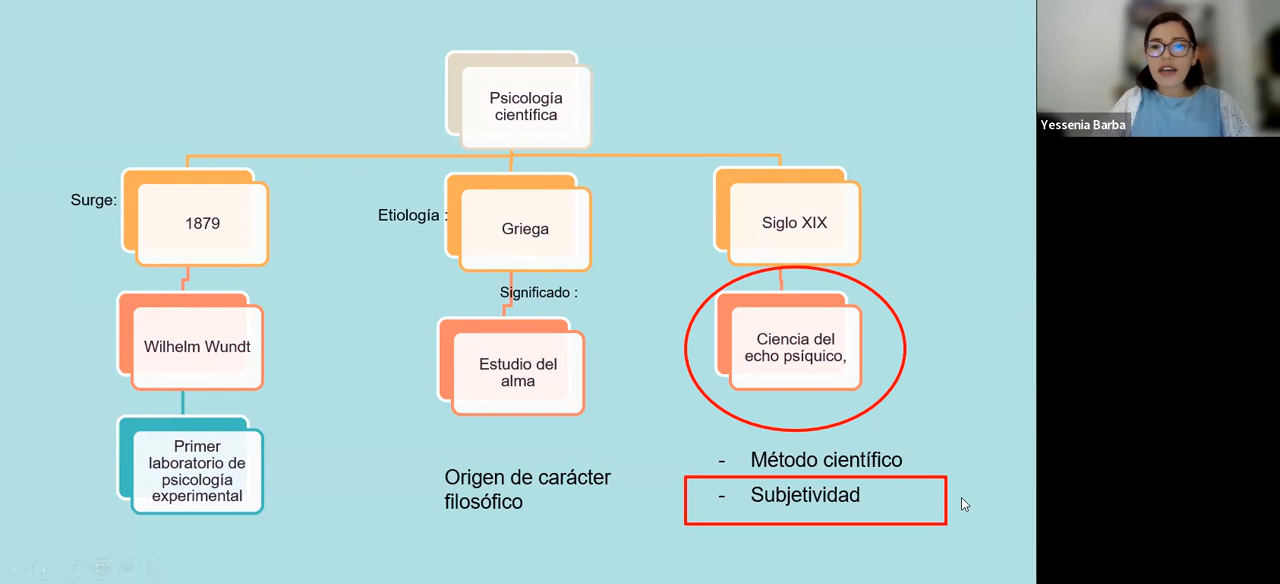 Psicología
científica
Surge:
1879
Etiología :
Griega
Siglo XIX
Significado :
Wilhelm Wundt
Estudio del
alma
Ciencia del
echo psíquico,
Primer
laboratorio de
psicología
experimental
Origen de carácter
filosófico
- Método científico
- Subjetividad
Yessenia Barba